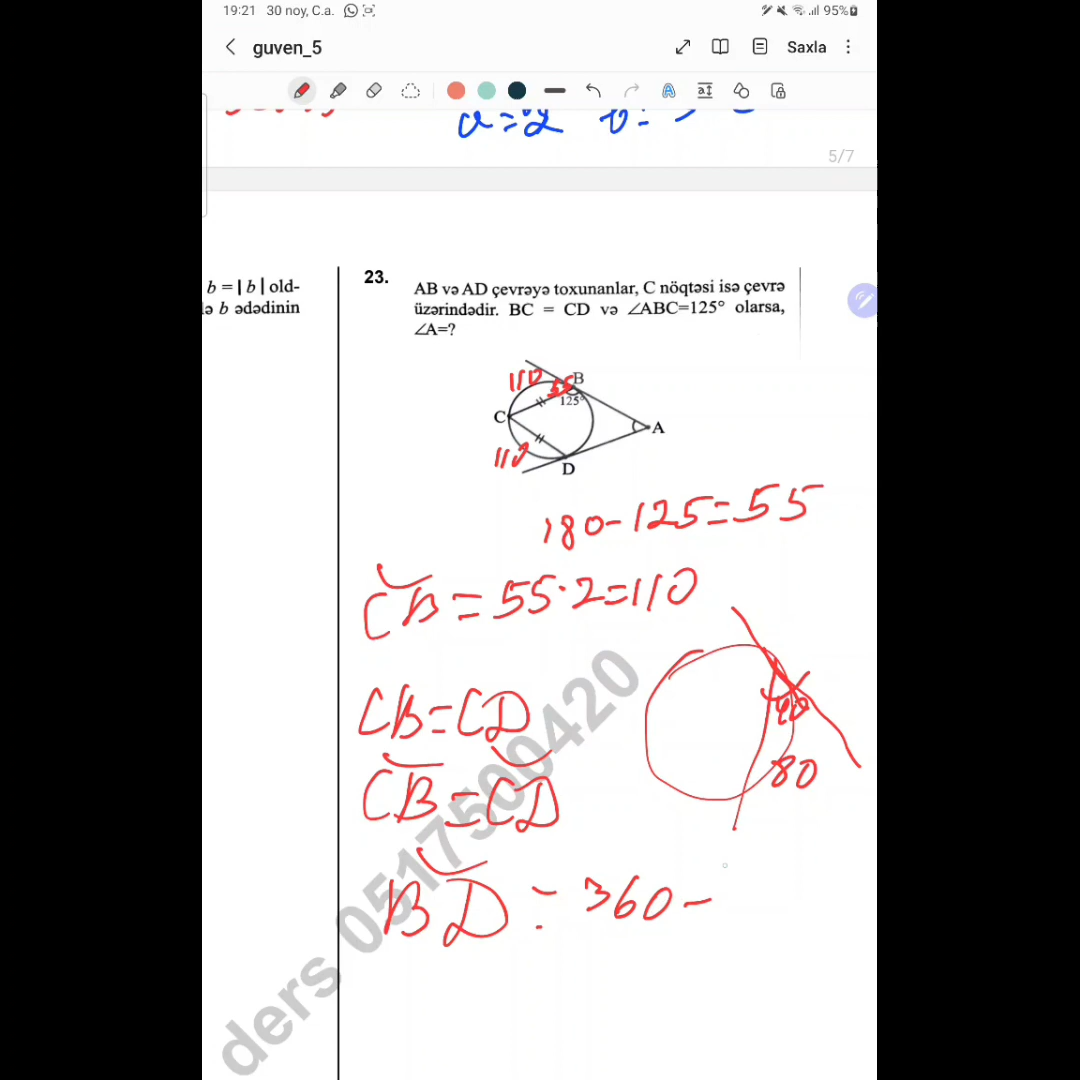 19:21 30 noy, C.a. 95%
guven_5
Saxla
5/7
b = | b | old-
ə b ədədinin
23.
AB və AD çevrəyə toxunanlar, C nöqtəsi isə çevrə
üzərindədir. BC = CD və ∠ABC=125° olarsa,
∠A=?
110
55
B
125°
C
A
110
D
180-125=55
CB = 55·2=110
CB=CD
CB=CD
80
BD = 360-
ders 0517500420